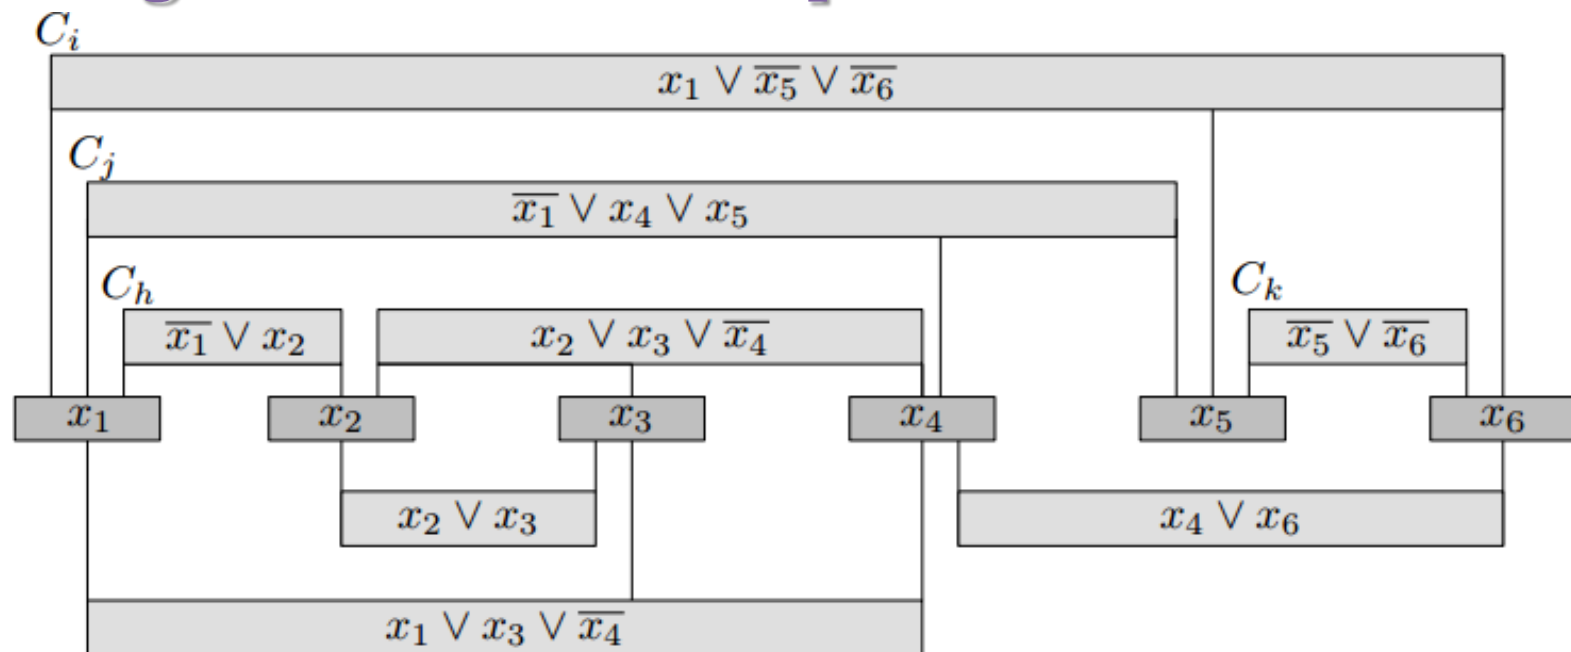 C_i
x_1 ∨ \overline{x_5} ∨ \overline{x_6}
C_j
\overline{x_1} ∨ x_4 ∨ x_5
C_h
C_k
\overline{x_1} ∨ x_2
x_2 ∨ x_3 ∨ \overline{x_4}
\overline{x_5} ∨ \overline{x_6}
x_1
x_2
x_3
x_4
x_5
x_6
x_2 ∨ x_3
x_4 ∨ x_6
x_1 ∨ x_3 ∨ \overline{x_4}